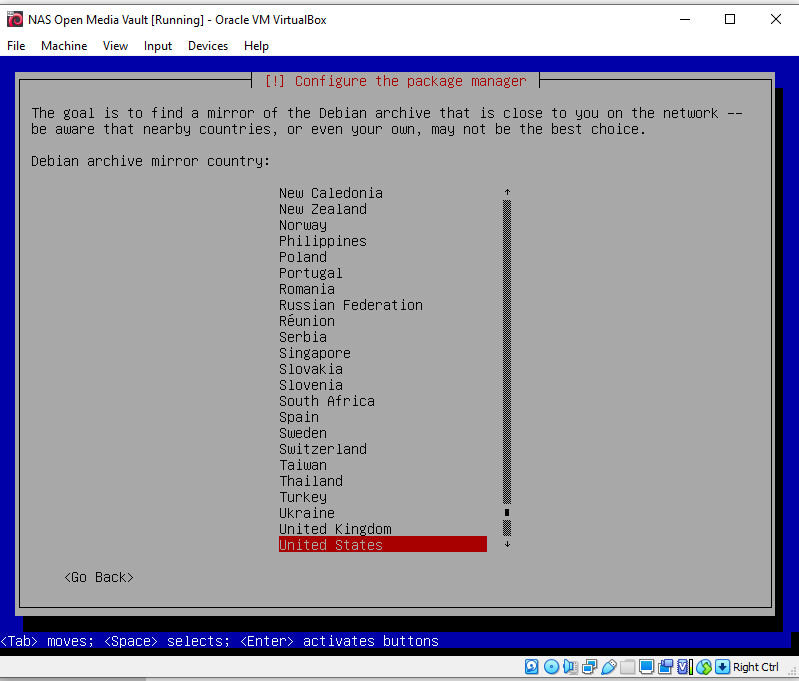 NAS Open Media Vault [Running] - Oracle VM VirtualBox
File Machine View Input Devices Help
[!] Configure the package manager
The goal is to find a mirror of the Debian archive that is close to you on the network --
be aware that nearby countries, or even your own, may not be the best choice.
Debian archive mirror country:
New Caledonia
New Zealand
Norway
Philippines
Poland
Portugal
Romania
Russian Federation
Réunion
Serbia
Singapore
Slovakia
Slovenia
South Africa
Spain
Sweden
Switzerland
Taiwan
Thailand
Turkey
Ukraine
United Kingdom
United States
<Go Back>
<Tab> moves; <Space> selects; <Enter> activates buttons
Right Ctrl